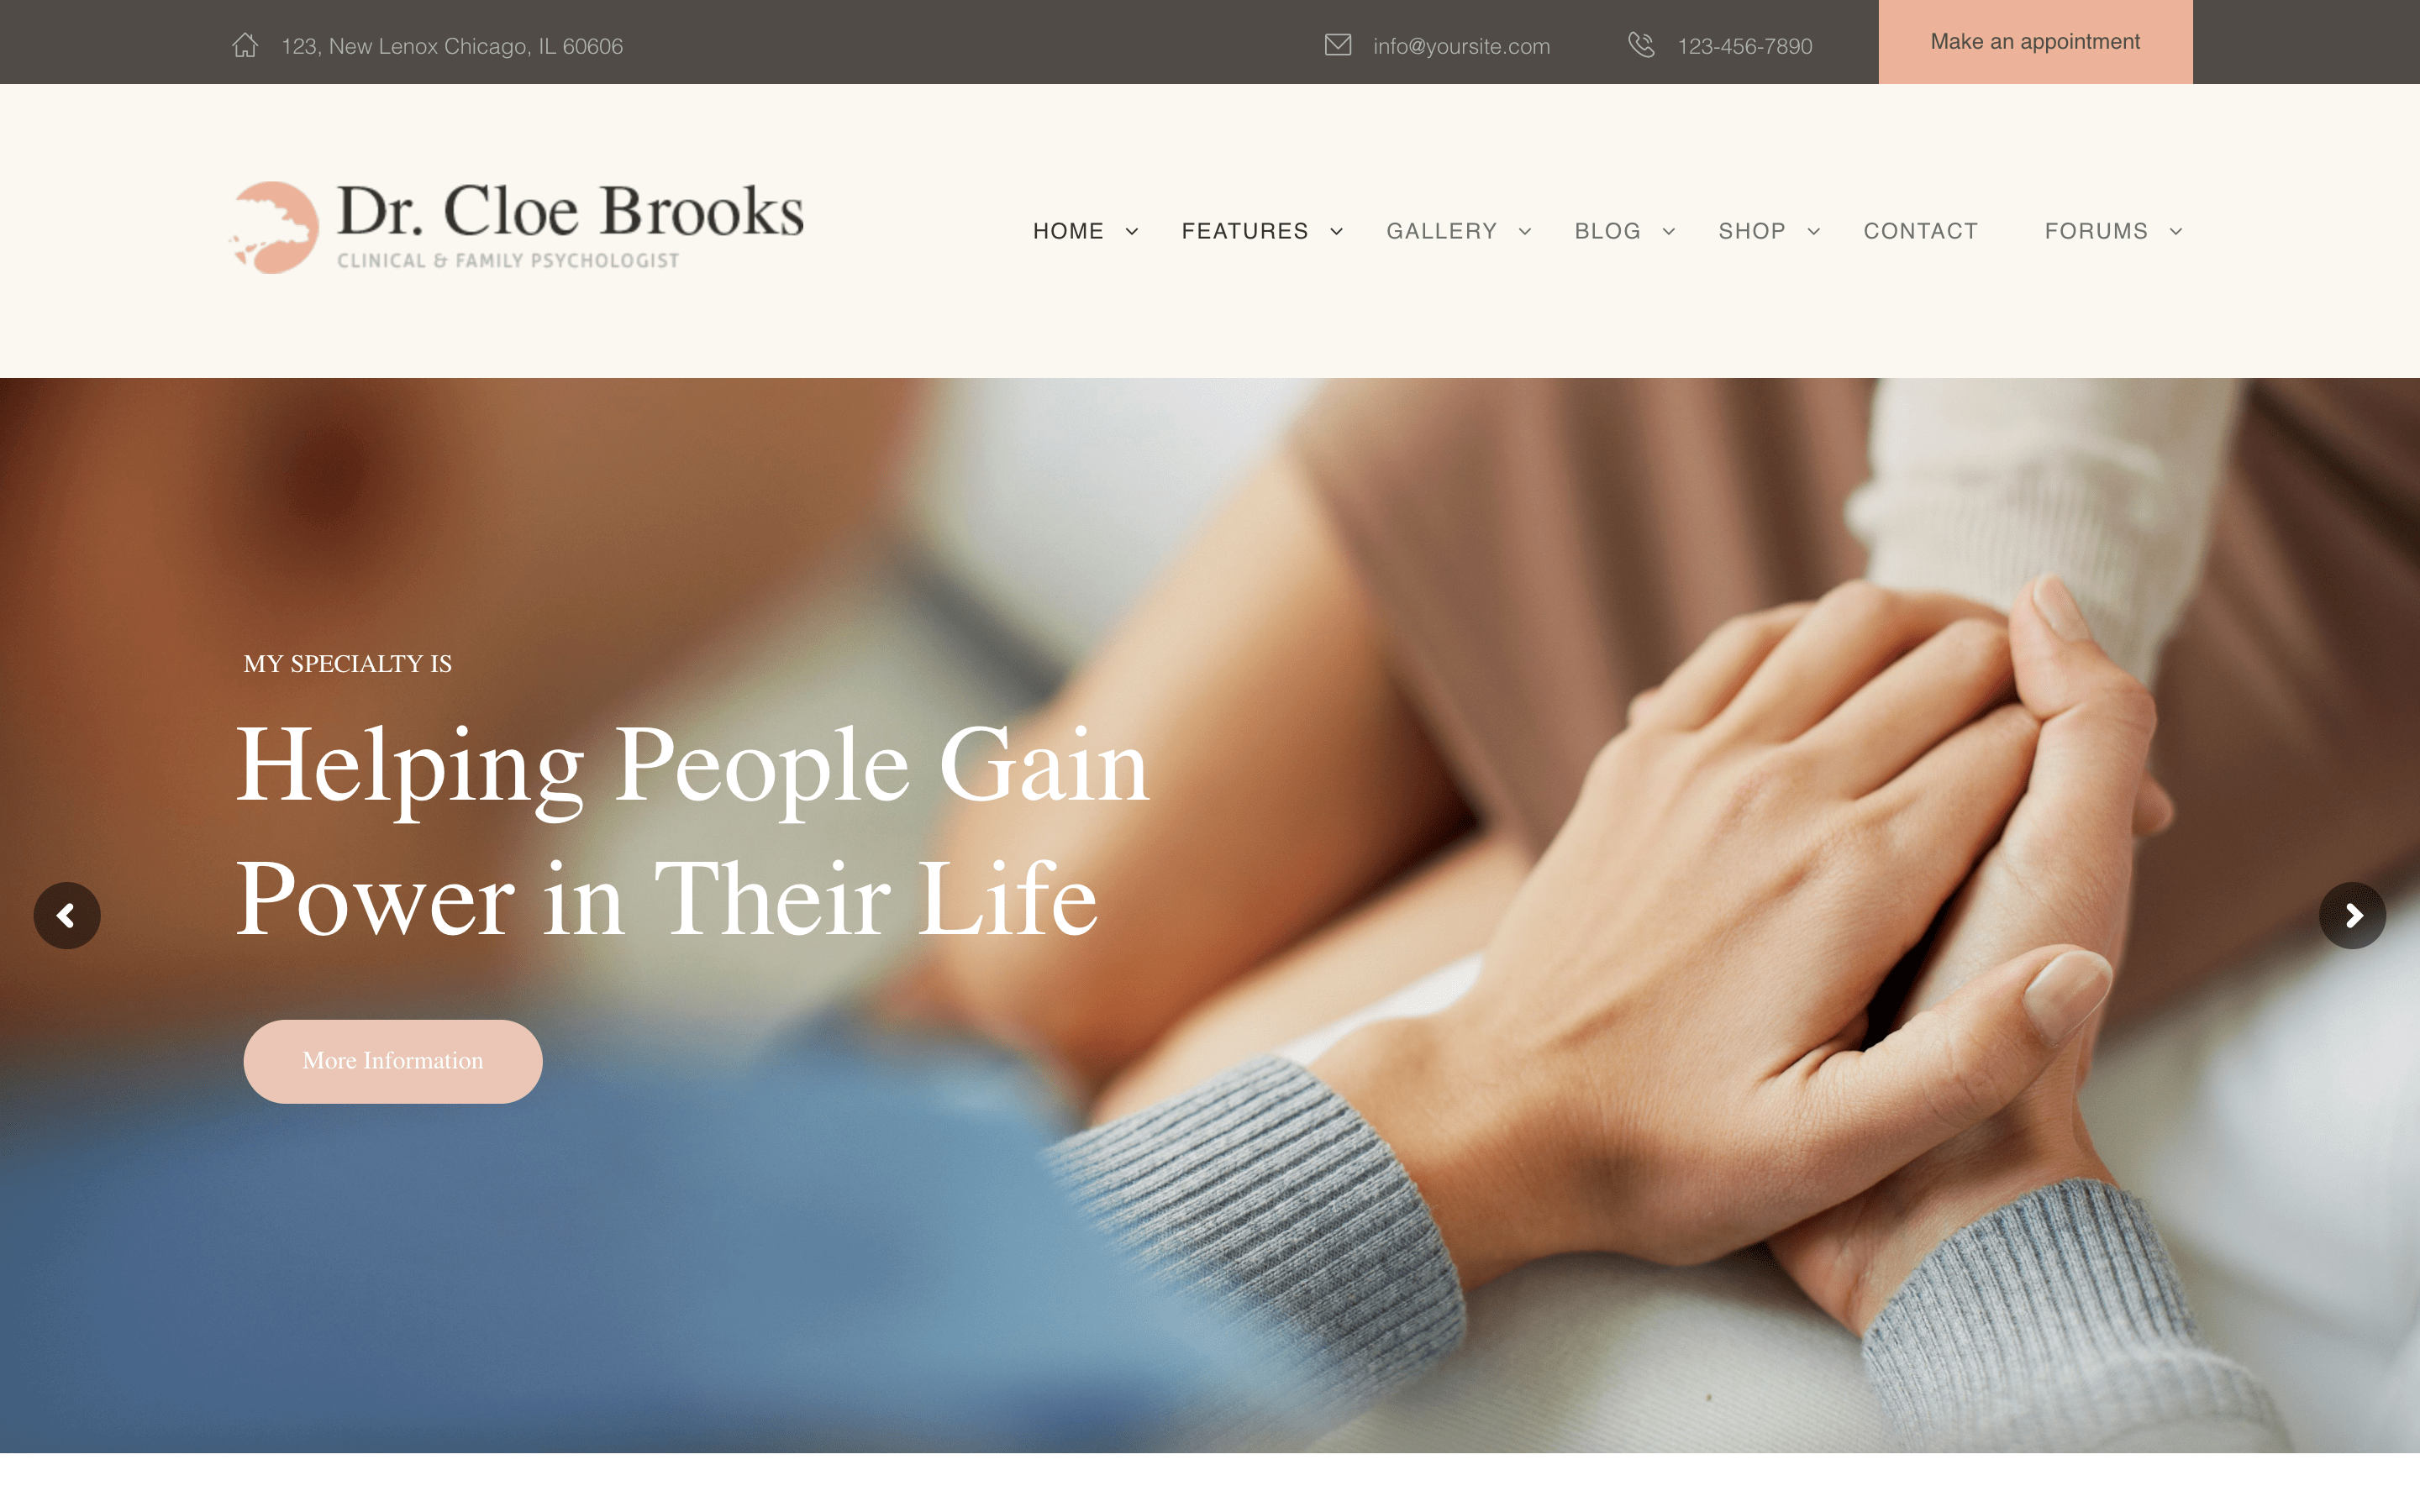 123, New Lenox Chicago, IL 60606
info@yoursite.com
123-456-7890
Make an appointment
Dr. Cloe Brooks
CLINICAL & FAMILY PSYCHOLOGIST
HOME
FEATURES
GALLERY
BLOG
SHOP
CONTACT
FORUMS
MY SPECIALTY IS
Helping People Gain
Power in Their Life
More Information